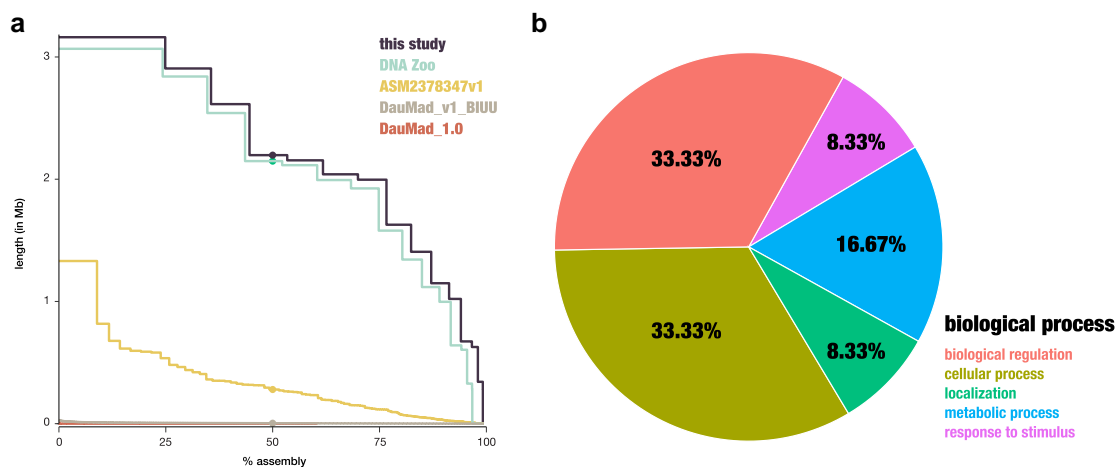 a
this study
DNA Zoo
ASM2378347v1
DauMad_v1_BIUU
DauMad_1.0
length (in Mb)
3
2
1
0
0
25
50
75
100
% assembly
b
33.33%
8.33%
16.67%
33.33%
8.33%
biological process
biological regulation
cellular process
localization
metabolic process
response to stimulus